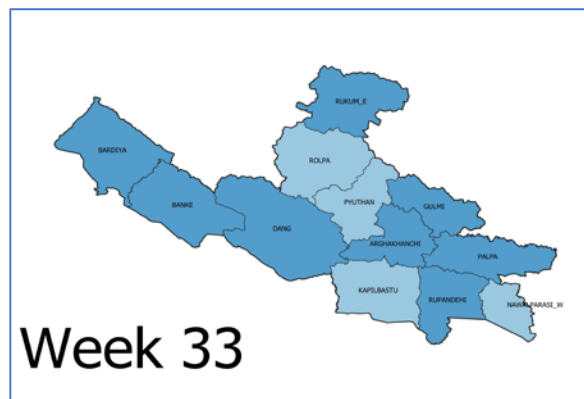 RUKUM_E
ROLPA
BARDIYA
PYUTHAN
BANKE
GULMI
DANG
ARGHAKHANCHI
PALPA
KAPILBASTU
RUPANDEHI
NAWALPARASI_W
Week 33